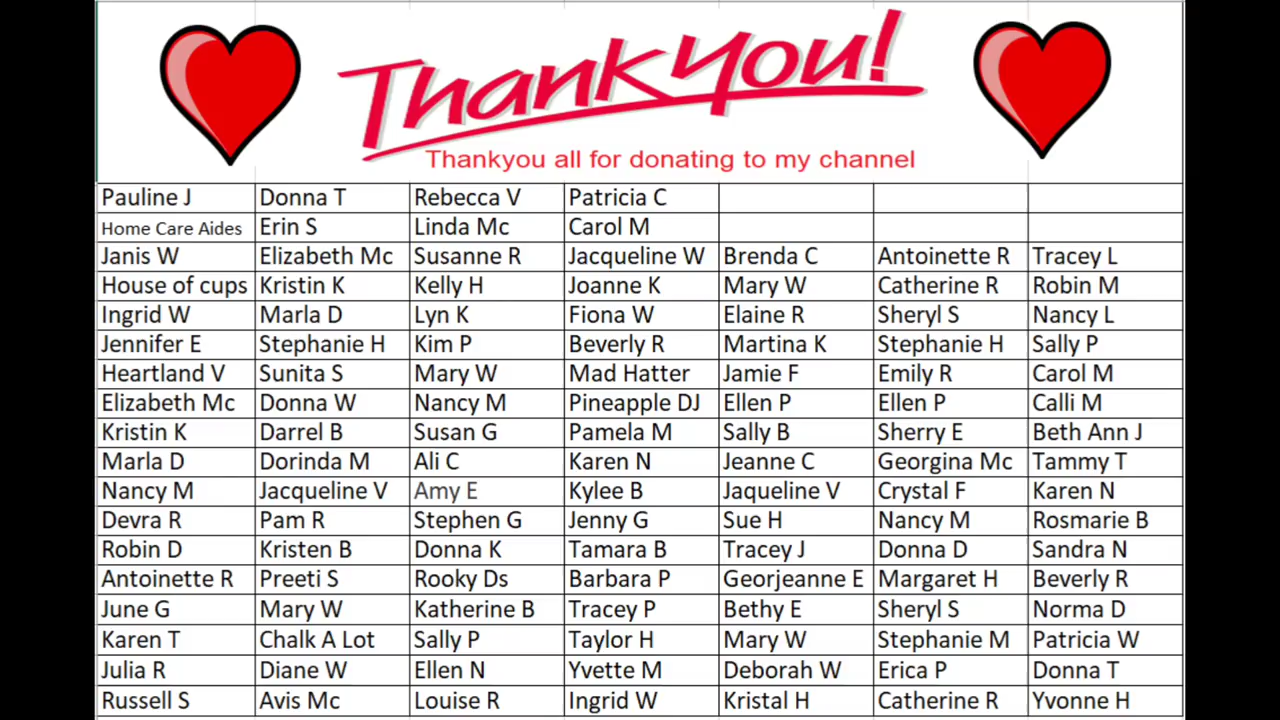 Thank you!
Thankyou all for donating to my channel
Pauline J Donna T Rebecca V Patricia C
Home Care Aides Erin S Linda Mc Carol M
Janis W Elizabeth Mc Susanne R Jacqueline W Brenda C Antoinette R Tracey L
House of cups Kristin K Kelly H Joanne K Mary W Catherine R Robin M
Ingrid W Marla D Lyn K Fiona W Elaine R Sheryl S Nancy L
Jennifer E Stephanie H Kim P Beverly R Martina K Stephanie H Sally P
Heartland V Sunita S Mary W Mad Hatter Jamie F Emily R Carol M
Elizabeth Mc Donna W Nancy M Pineapple DJ Ellen P Ellen P Calli M
Kristin K Darrel B Susan G Pamela M Sally B Sherry E Beth Ann J
Marla D Dorinda M Ali C Karen N Jeanne C Georgina Mc Tammy T
Nancy M Jacqueline V Amy E Kylee B Jaqueline V Crystal F Karen N
Devra R Pam R Stephen G Jenny G Sue H Nancy M Rosmarie B
Robin D Kristen B Donna K Tamara B Tracey J Donna D Sandra N
Antoinette R Preeti S Rooky Ds Barbara P Georjeanne E Margaret H Beverly R
June G Mary W Katherine B Tracey P Bethy E Sheryl S Norma D
Karen T Chalk A Lot Sally P Taylor H Mary W Stephanie M Patricia W
Julia R Diane W Ellen N Yvette M Deborah W Erica P Donna T
Russell S Avis Mc Louise R Ingrid W Kristal H Catherine R Yvonne H